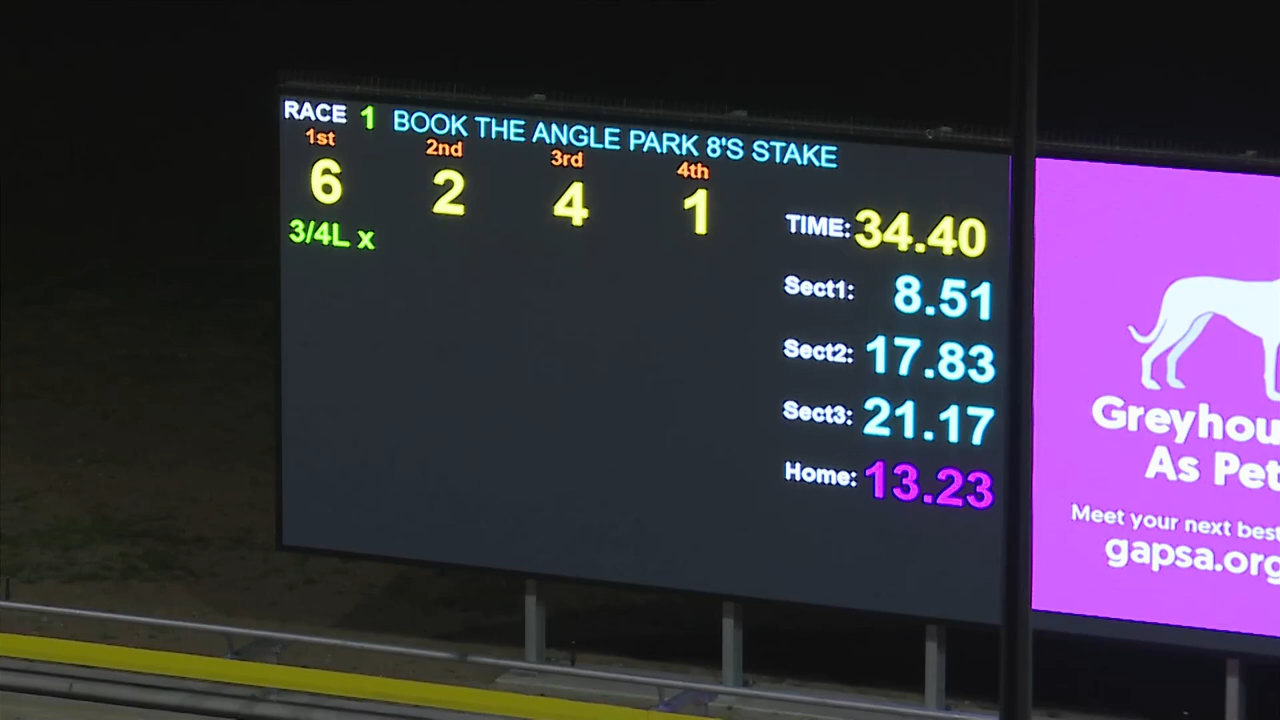 RACE 1 BOOK THE ANGLE PARK 8'S STAKE
1st 2nd 3rd 4th
6 2 4 1
3/4L x
TIME: 34.40
Sect1: 8.51
Sect2: 17.83
Sect3: 21.17
Home: 13.23
Greyhou
As Pet
Meet your next best
gapsa.org